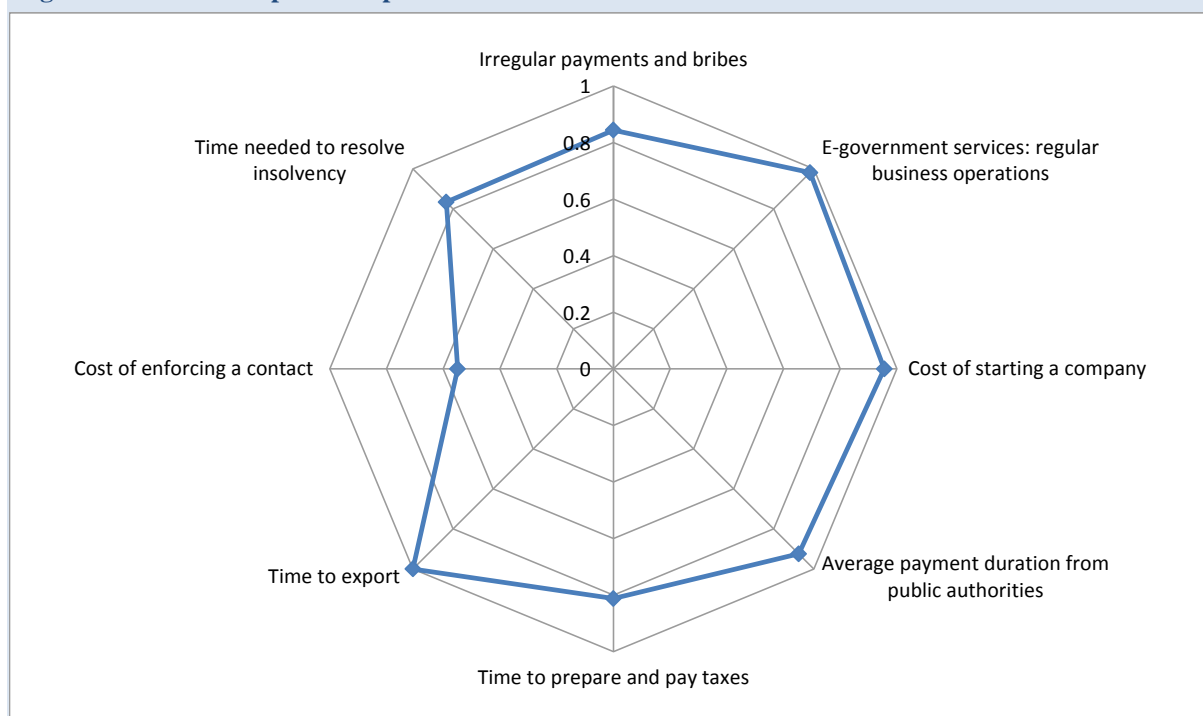 Irregular payments and bribes
1
Time needed to resolve
insolvency
E-government services: regular
business operations
0.8
0.6
0.4
0.2
Cost of enforcing a contact
0
Cost of starting a company
Time to export
Average payment duration from
public authorities
Time to prepare and pay taxes